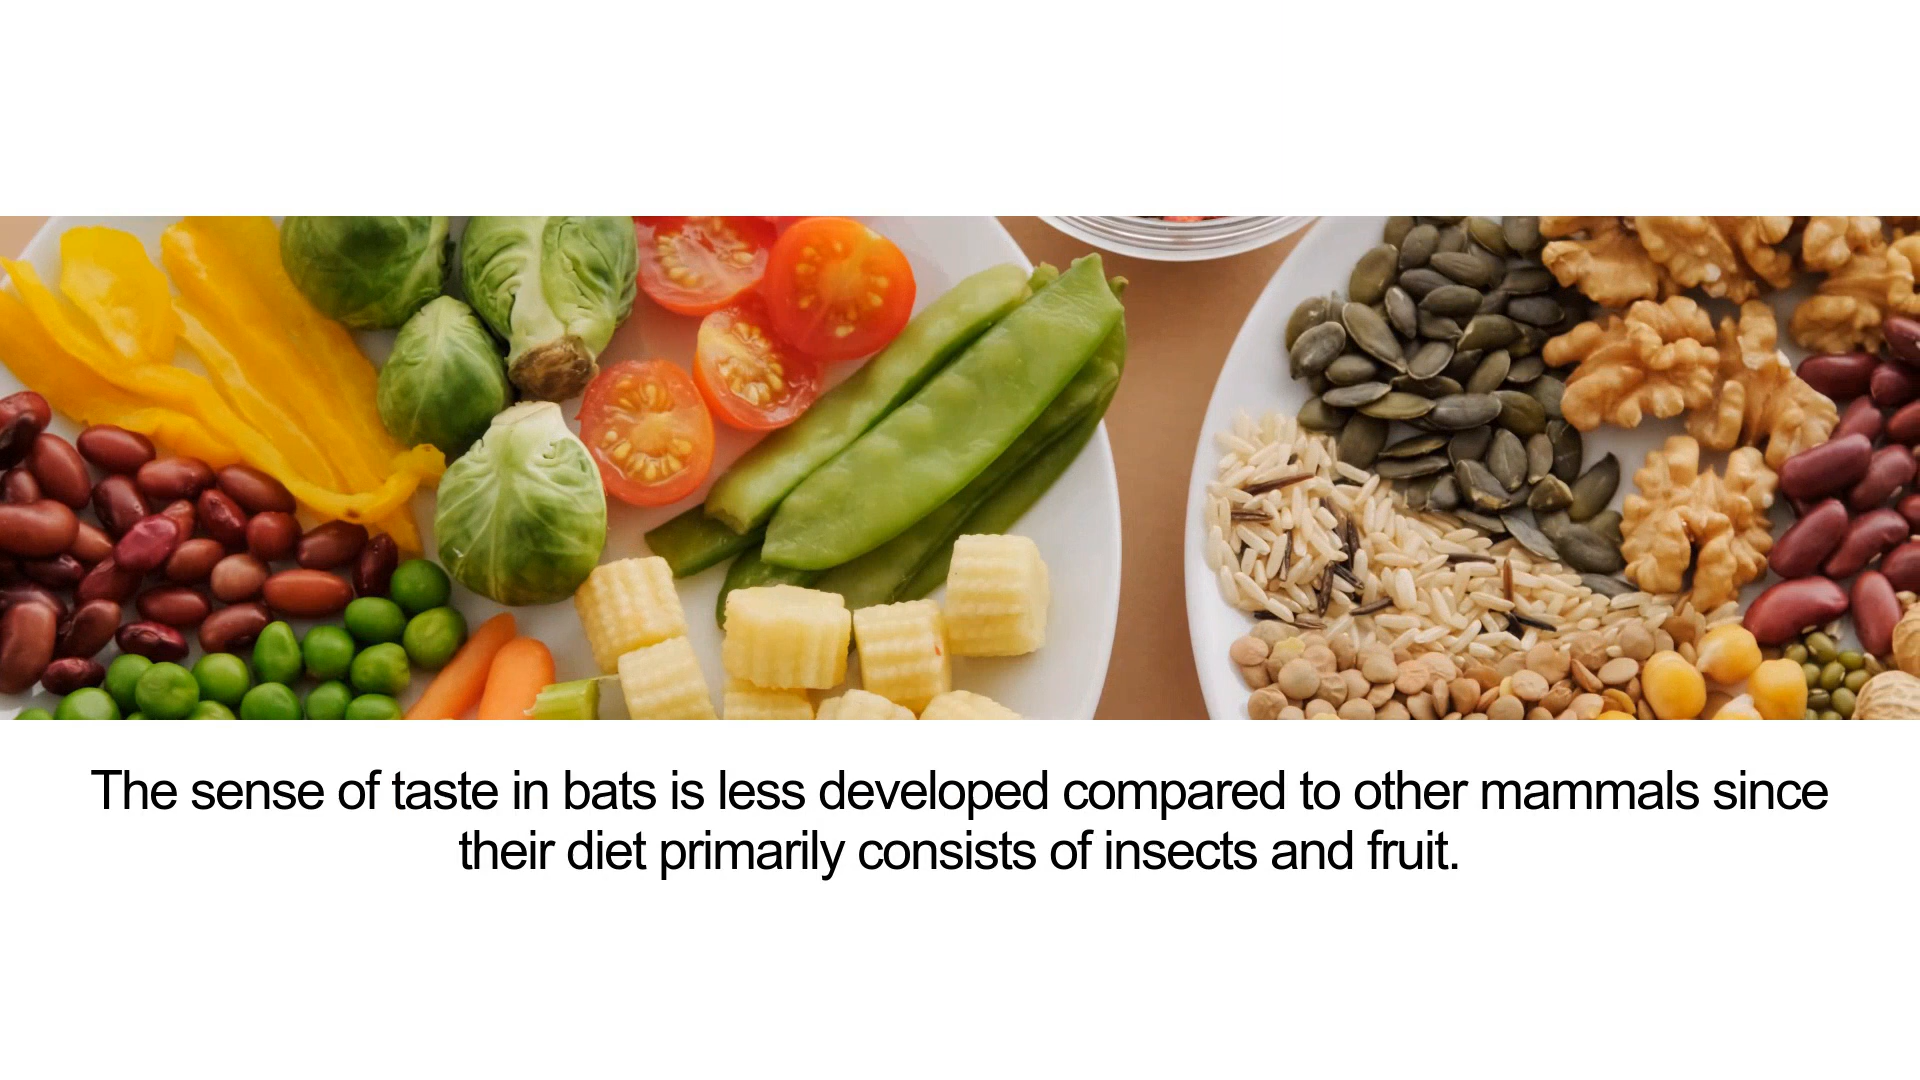 The sense of taste in bats is less developed compared to other mammals since
their diet primarily consists of insects and fruit.